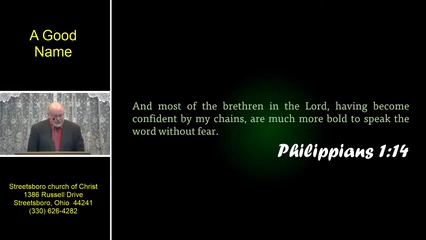 A Good
Name
And most of the brethren in the Lord, having become
confident by my chains, are much more bold to speak the
word without fear.
Philippians 1:14
Streetsboro church of Christ
1386 Russell Drive
Streetsboro, Ohio 44241
(330) 626-4282